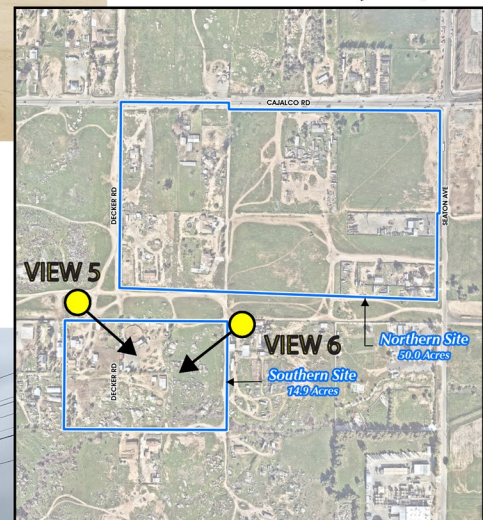 CAJALCO RD
DECKER RD
SEATON AVE
VIEW 5
VIEW 6
Northern Site
50.0 Acres
Southern Site
14.9 Acres
DECKER RD